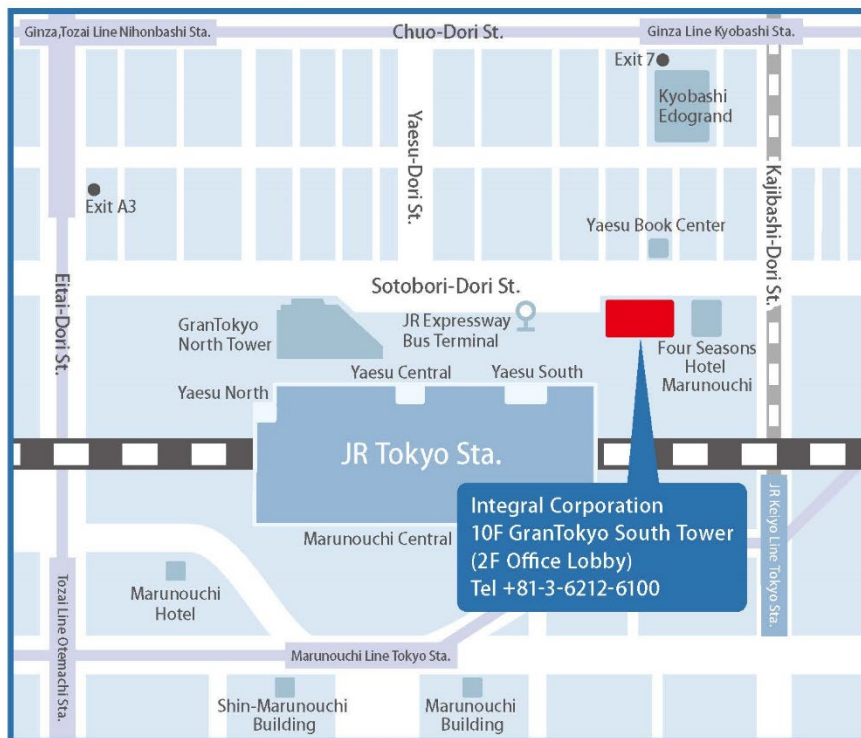 Ginza,Tozai Line Nihonbashi Sta.
Chuo-Dori St.
Ginza Line Kyobashi Sta.
Exit 7
Kyobashi
Edogrand
Yaesu-Dori St.
Kajibashi-Dori St.
Exit A3
Yaesu Book Center
Eitai-Dori St.
Sotobori-Dori St.
GranTokyo
North Tower
JR Expressway
Bus Terminal
Four Seasons
Hotel
Marunouchi
Yaesu North
Yaesu Central
Yaesu South
JR Tokyo Sta.
Integral Corporation
10F GranTokyo South Tower
(2F Office Lobby)
Tel +81-3-6212-6100
JR Keiyo Line Tokyo Sta.
Marunouchi Central
Marunouchi
Hotel
Tozai Line Otemachi Sta.
Marunouchi Line Tokyo Sta.
Shin-Marunouchi
Building
Marunouchi
Building